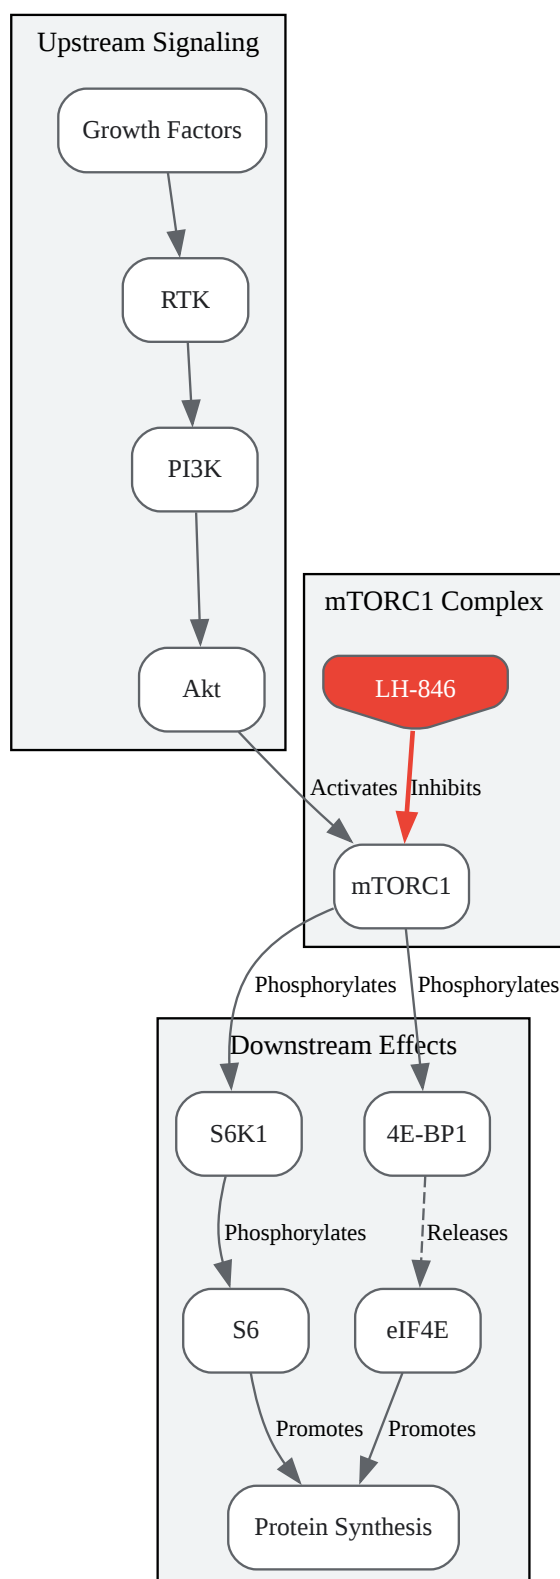 Upstream Signaling
Growth Factors
RTK
PI3K
Akt
mTORC1 Complex
LH-846
Activates
Inhibits
mTORC1
Phosphorylates
Phosphorylates
Downstream Effects
S6K1
4E-BP1
Phosphorylates
Releases
S6
eIF4E
Promotes
Promotes
Protein Synthesis